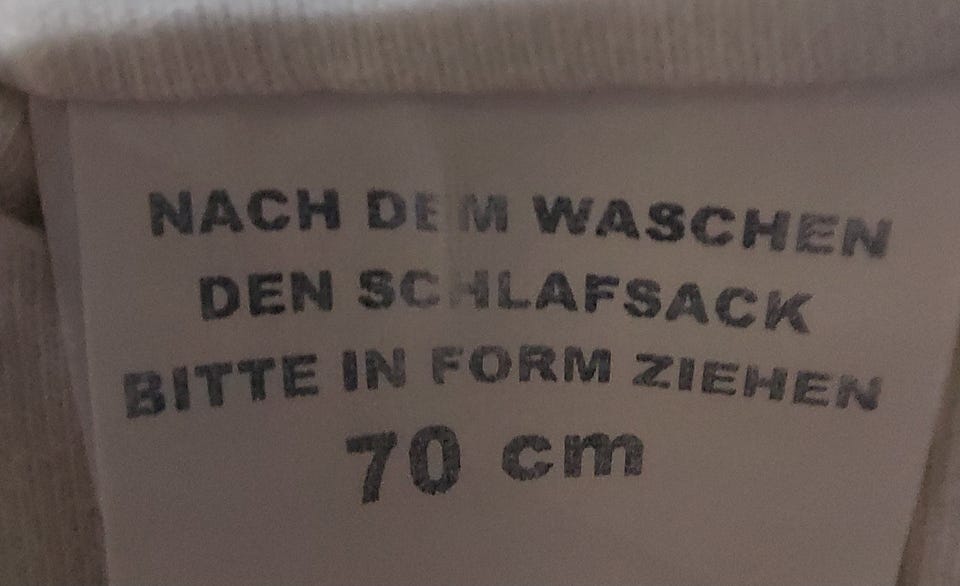 NACH DEM WASCHEN
DEN SCHLAFSACK
BITTE IN FORM ZIEHEN
70 cm